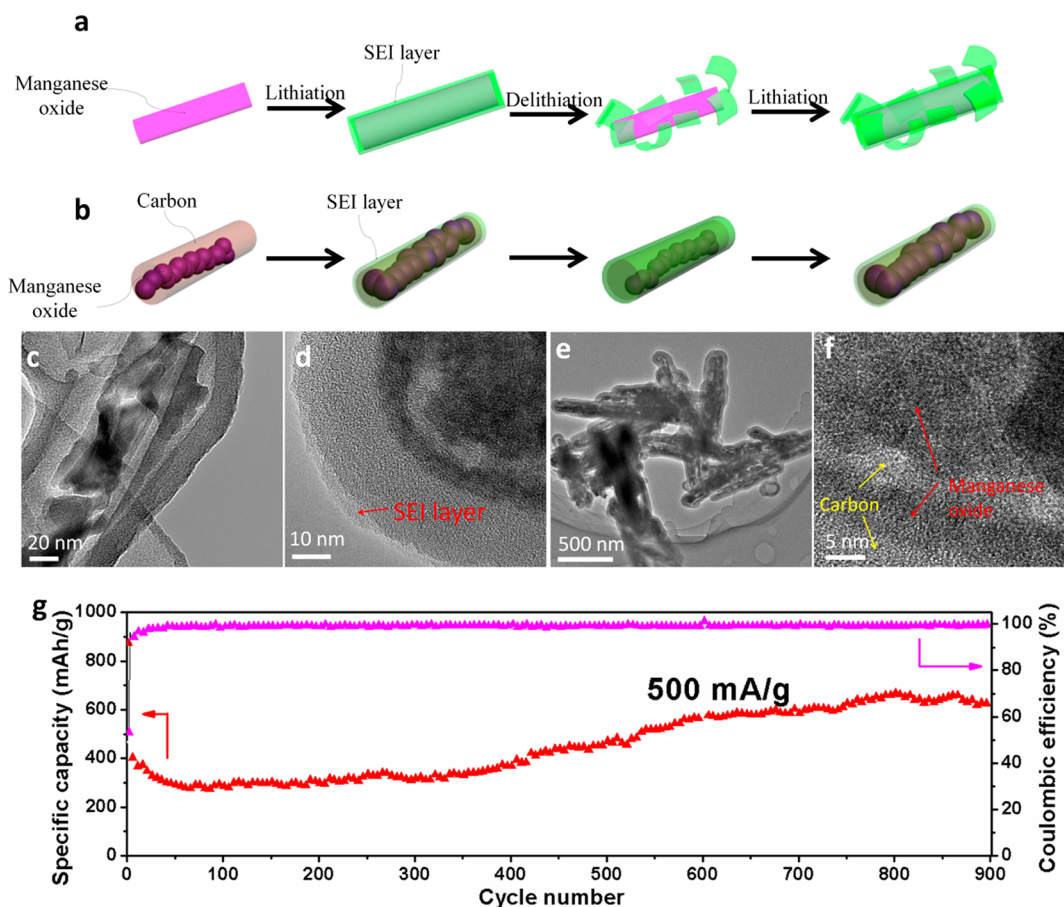 a
Manganese
oxide
Lithiation
SEI layer
Delithiation
Lithiation
b
Carbon
SEI layer
Manganese
oxide
c
20 nm
d
SEI layer
10 nm
e
500 nm
f
Carbon
Manganese
oxide
5 nm
g
Specific capacity (mAh/g)
1000
800
600
400
200
0
500 mA/g
100
80
60
40
20
0
Coulombic efficiency (%)
0 100 200 300 400 500 600 700 800 900
Cycle number